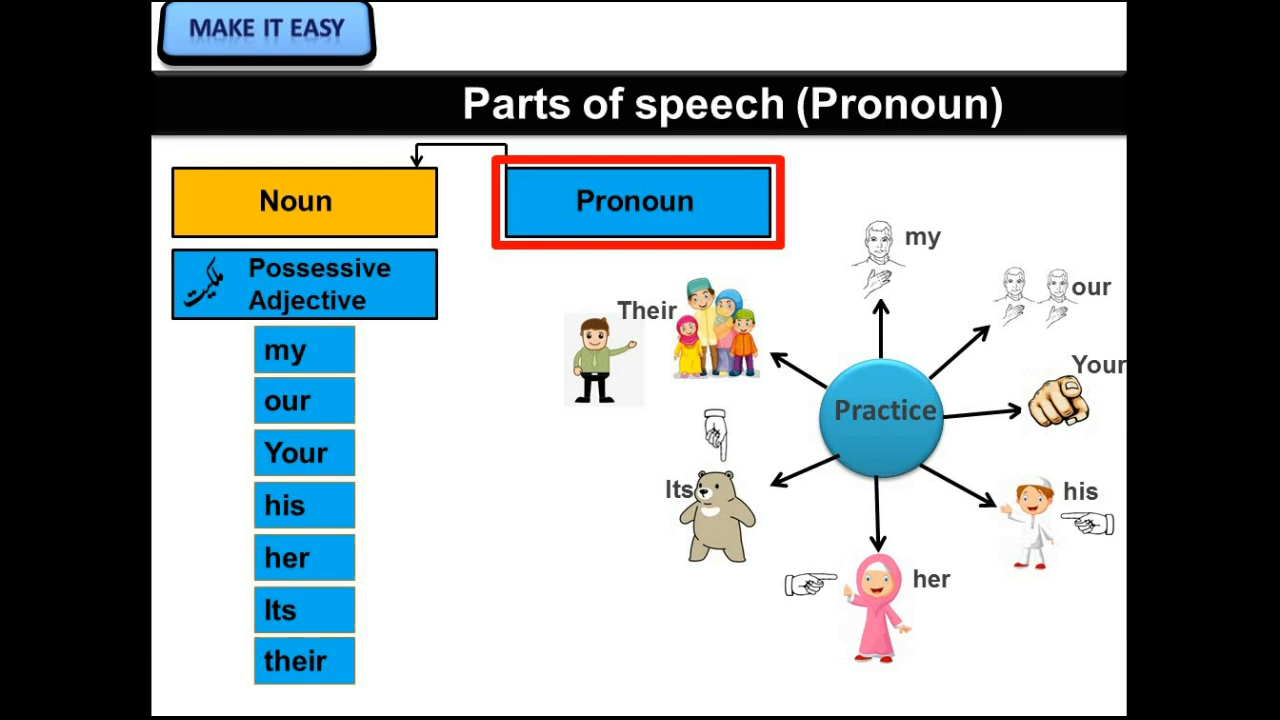 MAKE IT EASY
Parts of speech (Pronoun)
Noun
Pronoun
ملکیت
Possessive
Adjective
my
our
Your
his
her
Its
their
my
our
Their
Your
Practice
Its
his
her